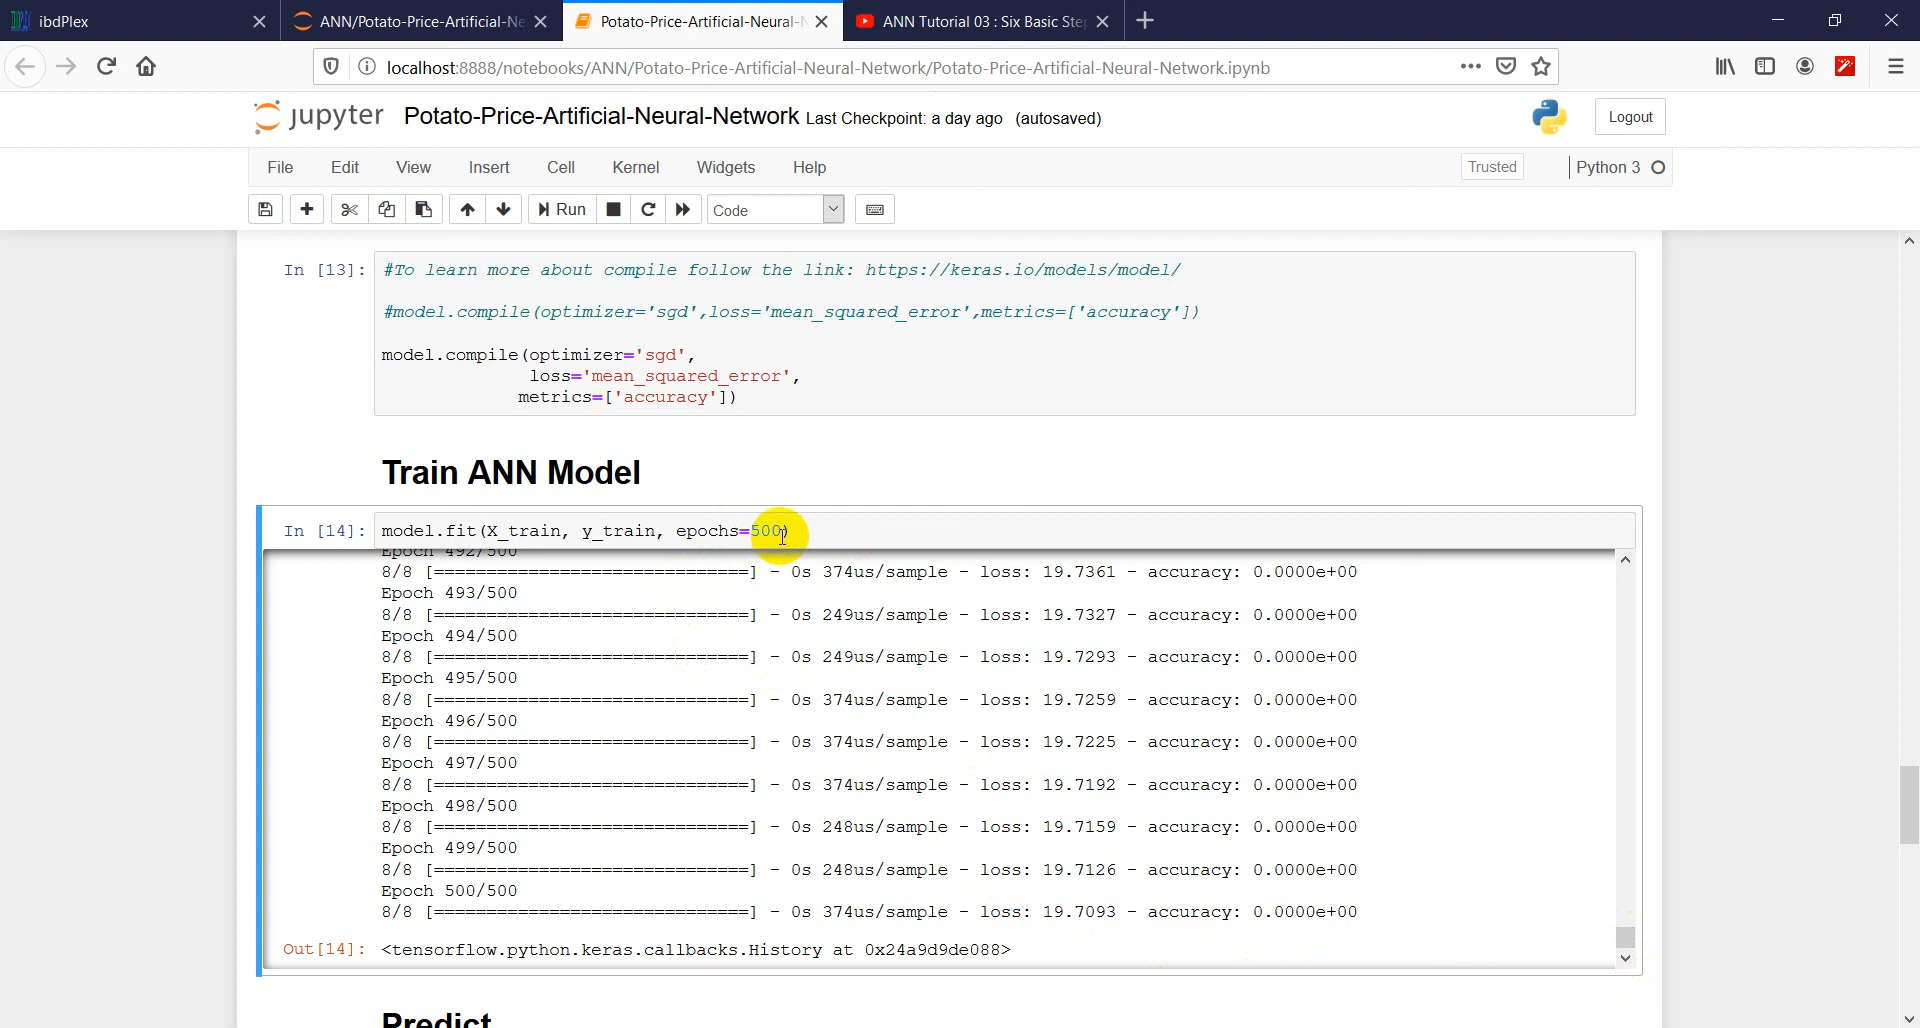 ibdPlex
ANN/Potato-Price-Artificial-Ne
Potato-Price-Artificial-Neural-N
ANN Tutorial 03 : Six Basic Ste
localhost:8888/notebooks/ANN/Potato-Price-Artificial-Neural-Network/Potato-Price-Artificial-Neural-Network.ipynb
jupyter Potato-Price-Artificial-Neural-Network Last Checkpoint: a day ago (autosaved)
Logout
File Edit View Insert Cell Kernel Widgets Help
Trusted
Python 3
Run
Code
In [13]: #To learn more about compile follow the link: https://keras.io/models/model/
#model.compile(optimizer='sgd',loss='mean_squared_error',metrics=['accuracy'])
model.compile(optimizer='sgd',
loss='mean_squared_error',
metrics=['accuracy'])
Train ANN Model
In [14]: model.fit(X_train, y_train, epochs=500)
Epoch 492/500
8/8 [==============================] - 0s 374us/sample - loss: 19.7361 - accuracy: 0.0000e+00
Epoch 493/500
8/8 [==============================] - 0s 249us/sample - loss: 19.7327 - accuracy: 0.0000e+00
Epoch 494/500
8/8 [==============================] - 0s 249us/sample - loss: 19.7293 - accuracy: 0.0000e+00
Epoch 495/500
8/8 [==============================] - 0s 374us/sample - loss: 19.7259 - accuracy: 0.0000e+00
Epoch 496/500
8/8 [==============================] - 0s 374us/sample - loss: 19.7225 - accuracy: 0.0000e+00
Epoch 497/500
8/8 [==============================] - 0s 374us/sample - loss: 19.7192 - accuracy: 0.0000e+00
Epoch 498/500
8/8 [==============================] - 0s 248us/sample - loss: 19.7159 - accuracy: 0.0000e+00
Epoch 499/500
8/8 [==============================] - 0s 248us/sample - loss: 19.7126 - accuracy: 0.0000e+00
Epoch 500/500
8/8 [==============================] - 0s 374us/sample - loss: 19.7093 - accuracy: 0.0000e+00
Out[14]: <tensorflow.python.keras.callbacks.History at 0x24a9d9de088>
Predict